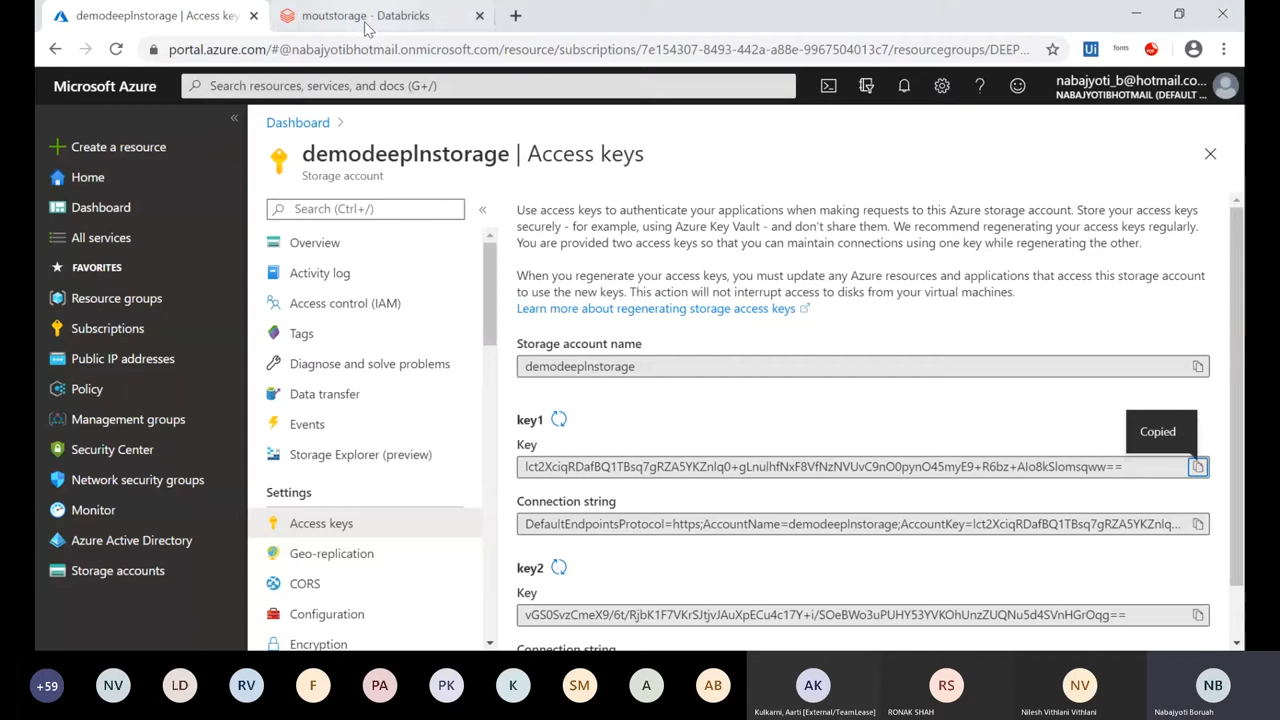 demodeeplnstorage | Access keys
moutstorage - Databricks
portal.azure.com/#@nabajyotibhotmail.onmicrosoft.com/resource/subscriptions/7e154307-8493-442a-a88e-9967504013c7/resourcegroups/DEEP...
Ui
fonts
Microsoft Azure
Search resources, services, and docs (G+/)
nabajyoti_b@hotmail.co...
NABAJYOTIBHOTMAIL (DEFAULT ...
Create a resource
Home
Dashboard
All services
FAVORITES
Resource groups
Subscriptions
Public IP addresses
Policy
Management groups
Security Center
Network security groups
Monitor
Azure Active Directory
Storage accounts
Dashboard
demodeeplnstorage | Access keys
Storage account
Search (Ctrl+/)
Overview
Activity log
Access control (IAM)
Tags
Diagnose and solve problems
Data transfer
Events
Storage Explorer (preview)
Settings
Access keys
Geo-replication
CORS
Configuration
Encryption
Use access keys to authenticate your applications when making requests to this Azure storage account. Store your access keys
securely - for example, using Azure Key Vault - and don't share them. We recommend regenerating your access keys regularly.
You are provided two access keys so that you can maintain connections using one key while regenerating the other.
When you regenerate your access keys, you must update any Azure resources and applications that access this storage account
to use the new keys. This action will not interrupt access to disks from your virtual machines.
Learn more about regenerating storage access keys
Storage account name
demodeeplnstorage
key1
Copied
Key
Connection string
key2
Key
Connection string
+59
NV
LD
RV
F
PA
PK
K
SM
A
AB
AK
Kulkarni, Aarti [External/TeamLease]
RS
RONAK SHAH
NV
Nilesh Vithlani Vithlani
NB
Nabajyoti Boruah